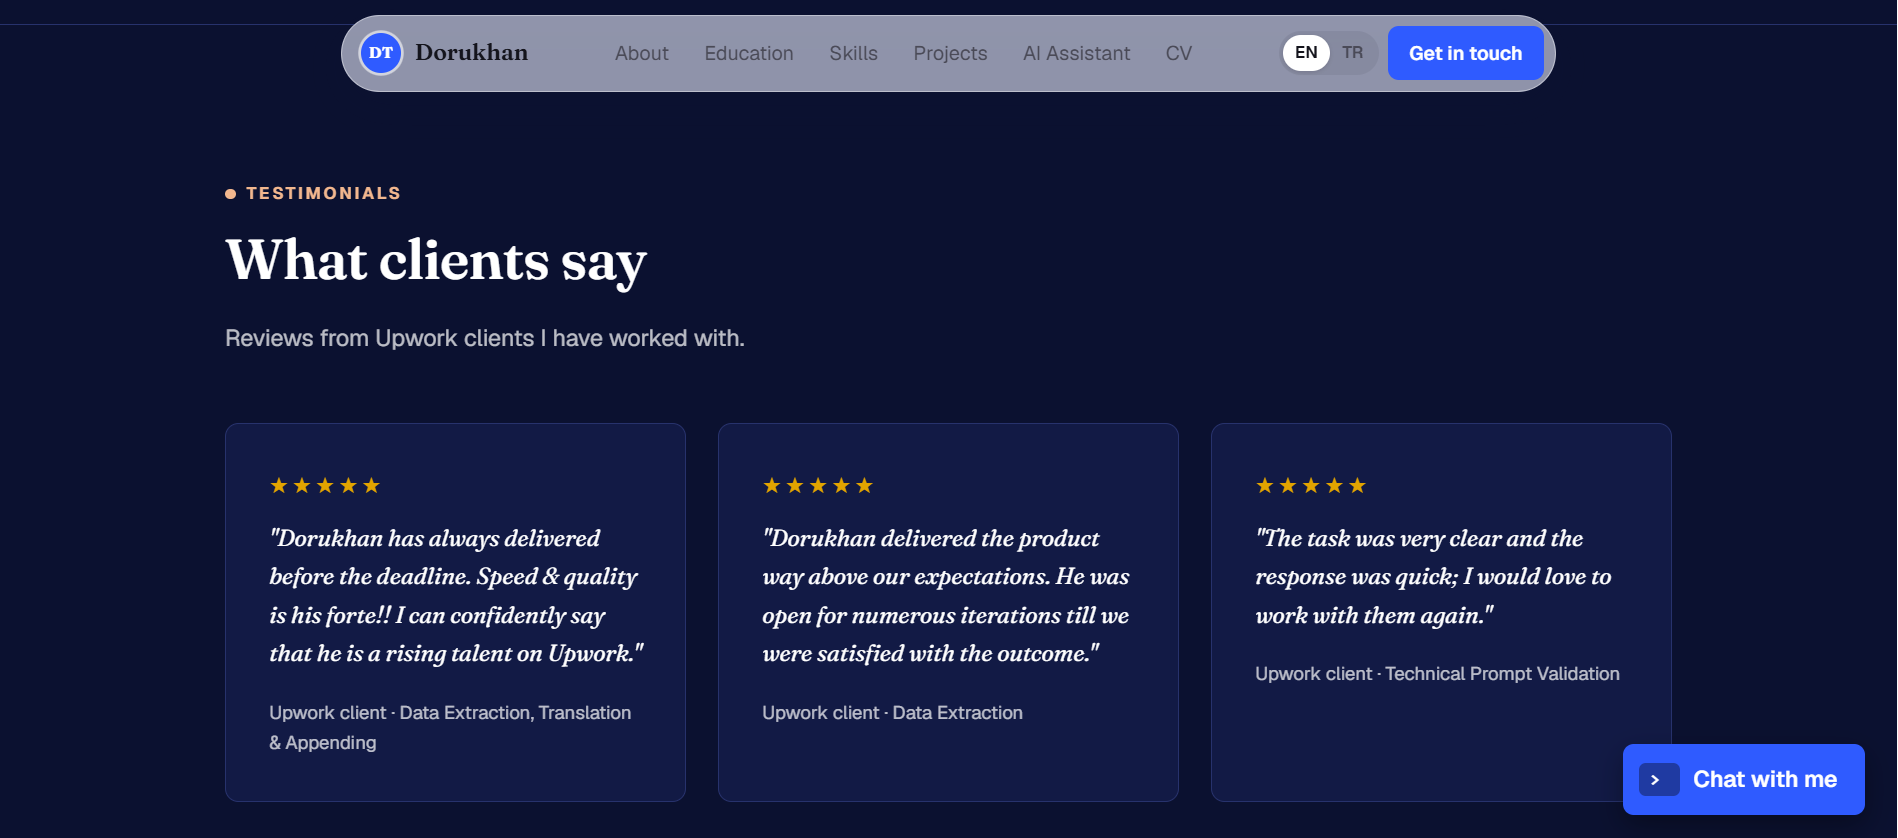 DT Dorukhan About Education Skills Projects AI Assistant CV EN TR Get in touch
TESTIMONIALS
What clients say
Reviews from Upwork clients I have worked with.
★★★★★
"Dorukhan has always delivered
before the deadline. Speed & quality
is his forte!! I can confidently say
that he is a rising talent on Upwork."
Upwork client · Data Extraction, Translation
& Appending
★★★★★
"Dorukhan delivered the product
way above our expectations. He was
open for numerous iterations till we
were satisfied with the outcome."
Upwork client · Data Extraction
★★★★★
"The task was very clear and the
response was quick; I would love to
work with them again."
Upwork client · Technical Prompt Validation
> Chat with me